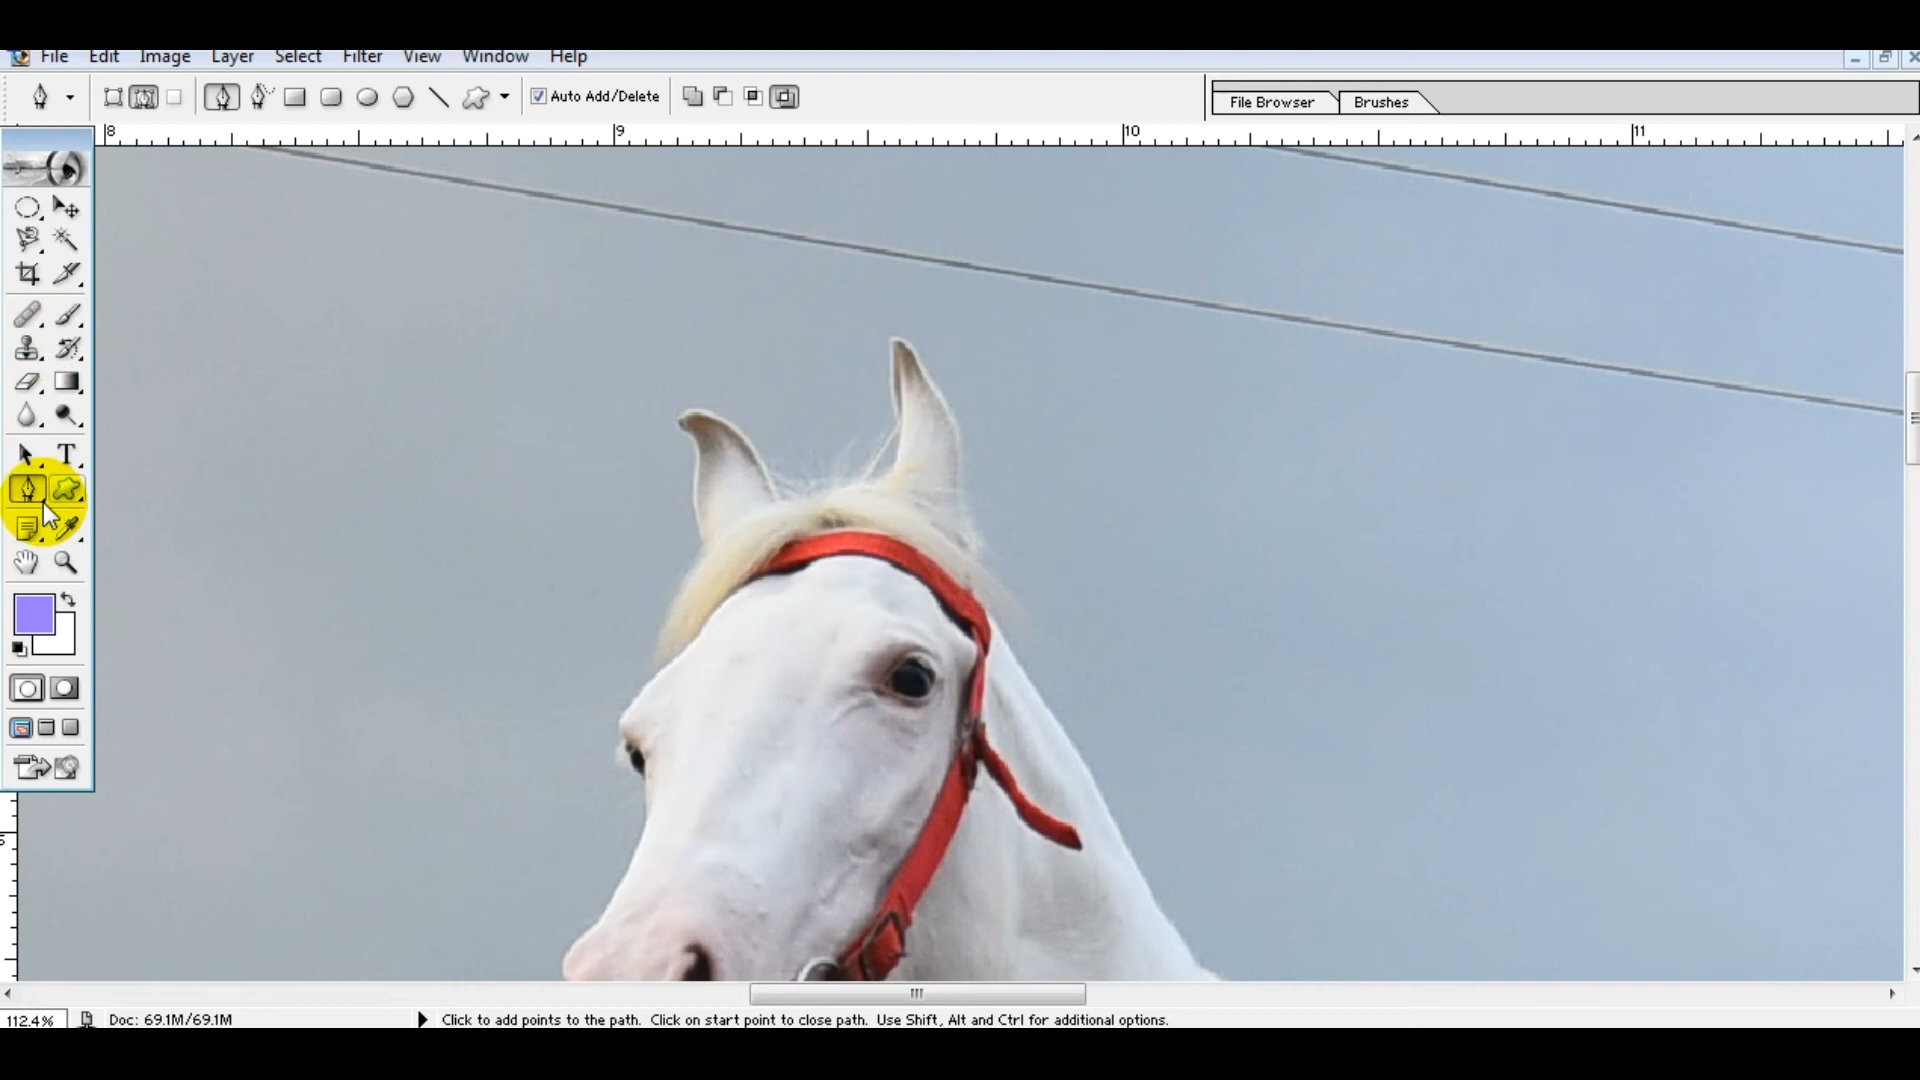 File Edit Image Layer Select Filter View Window Help
Auto Add/Delete
File Browser Brushes
8 9 10 11
T
5
112.4% Doc: 69.1M/69.1M Click to add points to the path. Click on start point to close path. Use Shift, Alt and Ctrl for additional options.